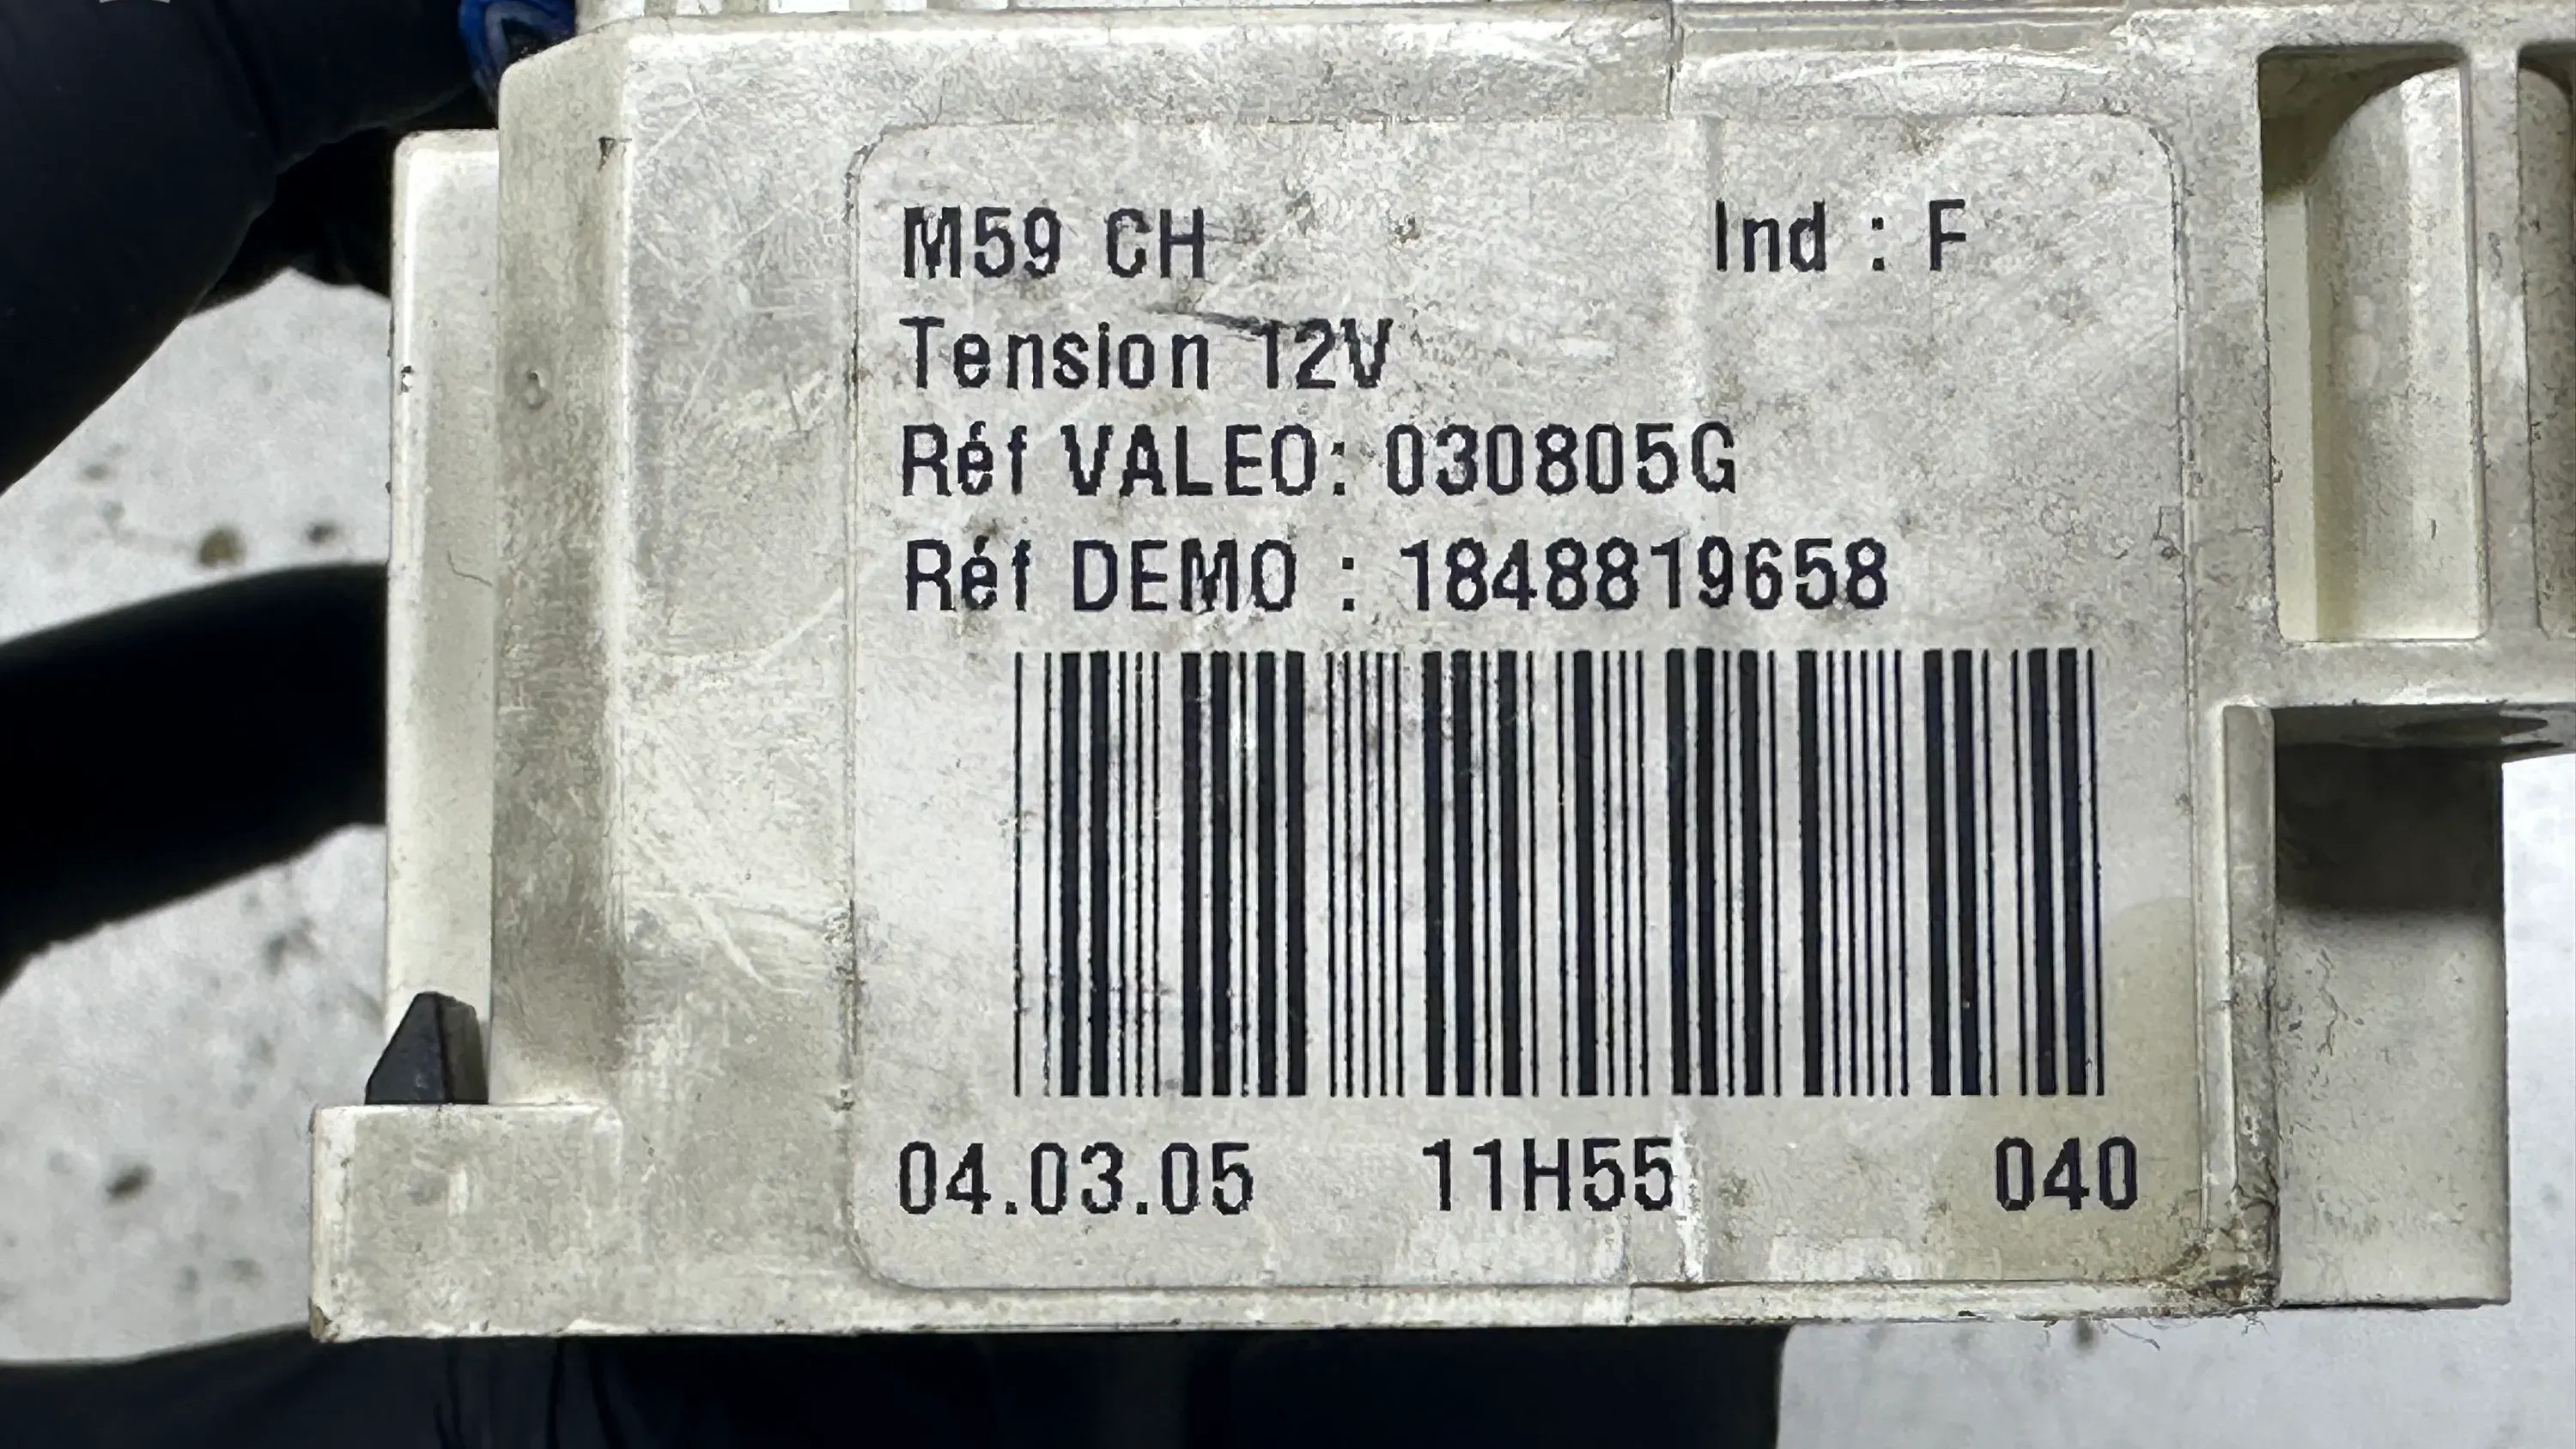 M59 CH Ind : F
Tension 12V
Réf VALEO: 030805G
Réf DEMO : 1848819658
04.03.05 11H55 040